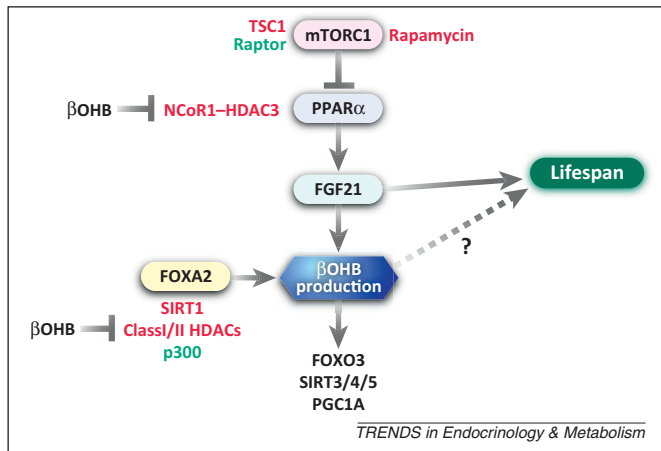 TSC1
Raptor
mTORC1
Rapamycin
βOHB
NCoR1–HDAC3
PPARα
FGF21
Lifespan
?
FOXA2
βOHB
production
SIRT1
ClassI/II HDACs
p300
βOHB
FOXO3
SIRT3/4/5
PGC1A
TRENDS in Endocrinology & Metabolism